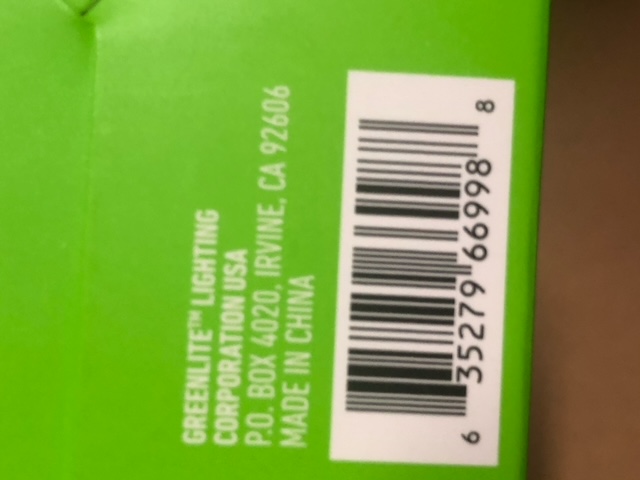 GREENLITE™ LIGHTING
CORPORATION USA
P.O. BOX 4020, IRVINE, CA 92606
MADE IN CHINA
6 35279 66998 8